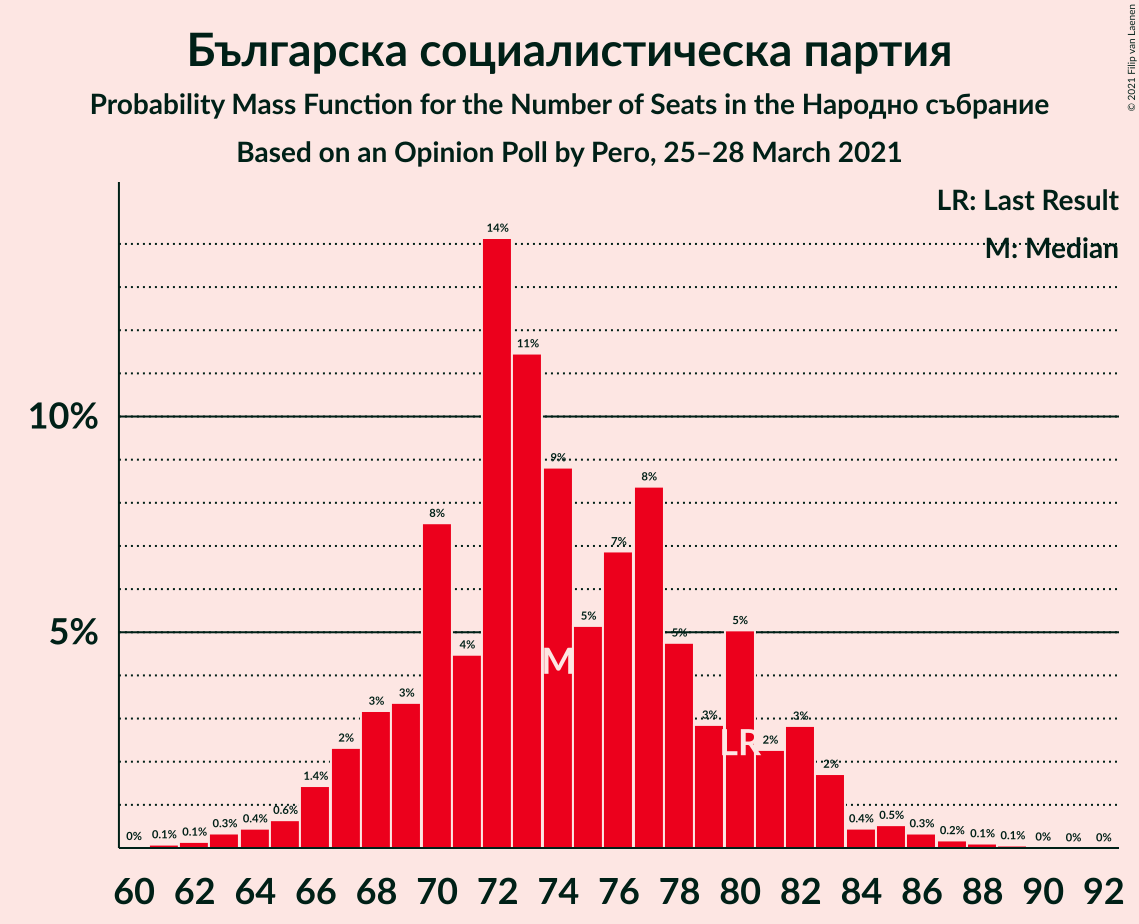 Българска социалистическа партия
Probability Mass Function for the Number of Seats in the Народно събрание
Based on an Opinion Poll by Рего, 25–28 March 2021
© 2021 Filip van Laenen
LR: Last Result
M: Median
10%
5%
0% 0.1% 0.1% 0.3% 0.4% 0.6% 1.4% 2% 3% 3% 8% 4% 14% 11% 9% 5% 7% 8% 5% 3% 5% 2% 3% 2% 0.4% 0.5% 0.3% 0.2% 0.1% 0.1% 0% 0% 0%
M
LR
60 62 64 66 68 70 72 74 76 78 80 82 84 86 88 90 92